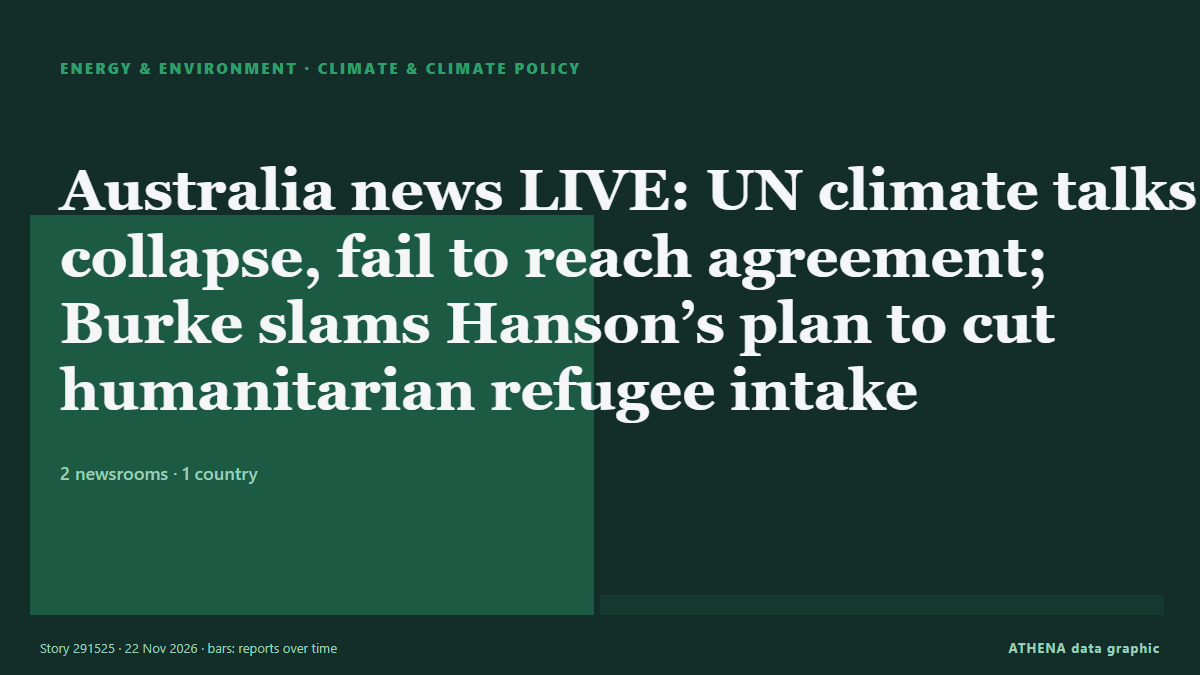 ENERGY & ENVIRONMENT · CLIMATE & CLIMATE POLICY
Australia news LIVE: UN climate talks
collapse, fail to reach agreement;
Burke slams Hanson’s plan to cut
humanitarian refugee intake
2 newsrooms · 1 country
Story 291525 · 22 Nov 2026 · bars: reports over time
ATHENA data graphic